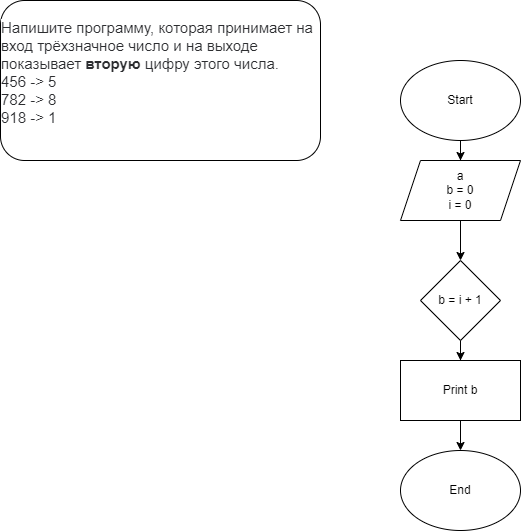 Напишите программу, которая принимает на
вход трёхзначное число и на выходе
показывает вторую цифру этого числа.
456 -> 5
782 -> 8
918 -> 1
Start
a
b = 0
i = 0
b = i + 1
Print b
End